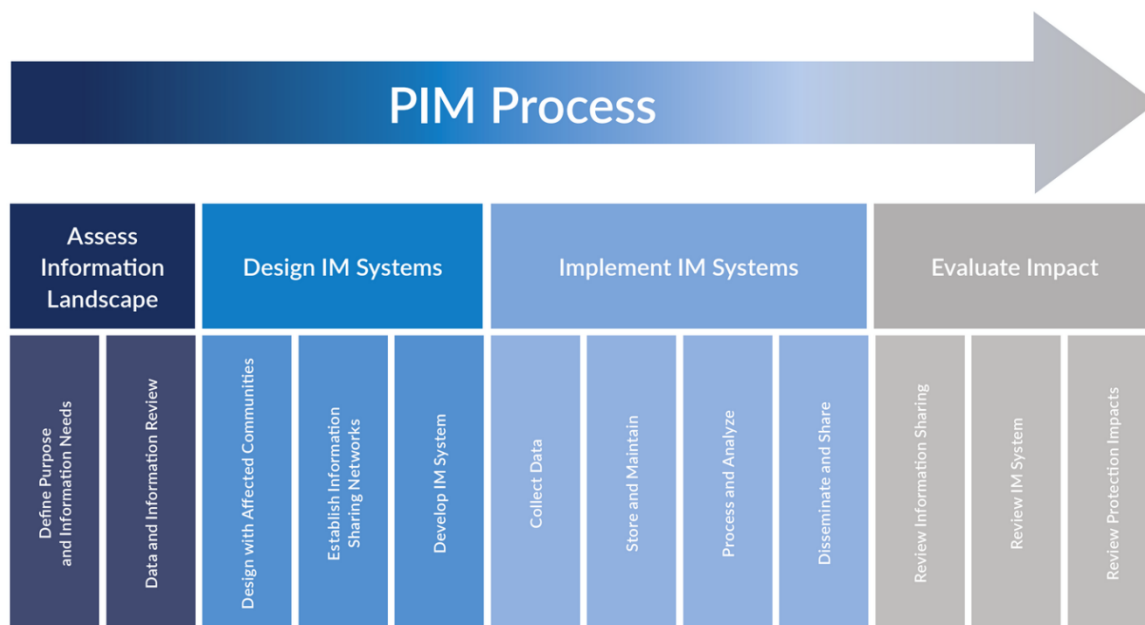 PIM Process
Assess
Information
Landscape
Design IM Systems
Implement IM Systems
Evaluate Impact
Define Purpose
and Information Needs
Data and Information Review
Design with Affected Communities
Establish Information
Sharing Networks
Develop IM System
Collect Data
Store and Maintain
Process and Analyze
Disseminate and Share
Review Information Sharing
Review IM System
Review Protection Impacts